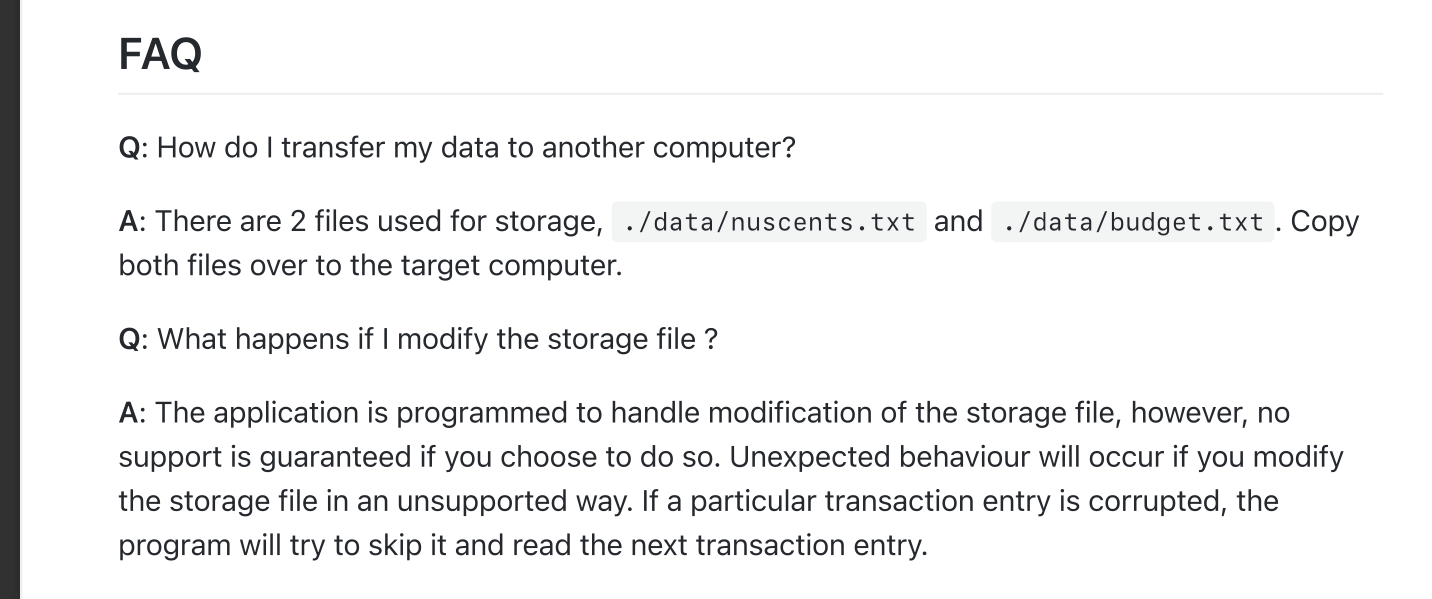 FAQ
Q: How do I transfer my data to another computer?
A: There are 2 files used for storage, ./data/nuscents.txt and ./data/budget.txt. Copy
both files over to the target computer.
Q: What happens if I modify the storage file ?
A: The application is programmed to handle modification of the storage file, however, no
support is guaranteed if you choose to do so. Unexpected behaviour will occur if you modify
the storage file in an unsupported way. If a particular transaction entry is corrupted, the
program will try to skip it and read the next transaction entry.